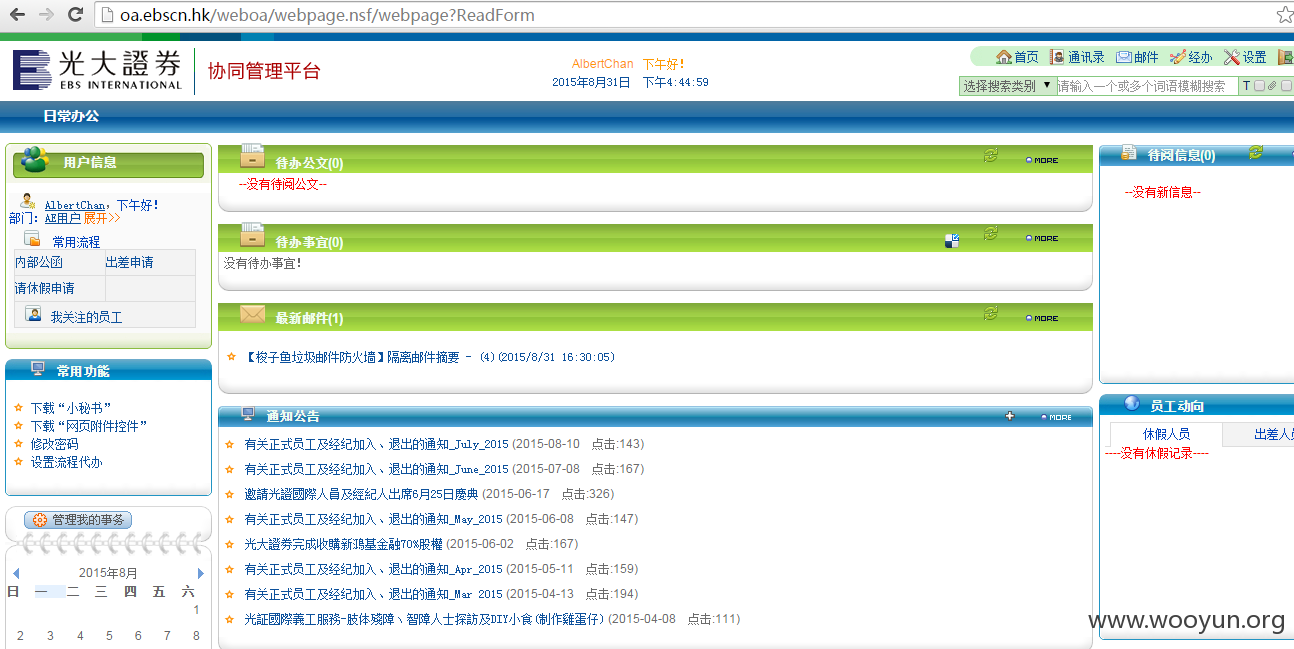 oa.ebscn.hk/weboa/webpage.nsf/webpage?ReadForm
光大證券
EBS INTERNATIONAL
协同管理平台
AlbertChan 下午好!
2015年8月31日 下午4:44:59
首页 通讯录 邮件 经办 设置
选择搜索类别 ▼ 请输入一个或多个词语模糊搜索 T
日常办公
用户信息
AlbertChan，下午好!
部门: AE用户 展开>>
常用流程
内部公函 出差申请
请休假申请
我关注的员工
常用功能
下载“小秘书”
下载“网页附件控件”
修改密码
设置流程代办
管理我的事务
2015年8月
日 一 二 三 四 五 六
1
2 3 4 5 6 7 8
待办公文(0) MORE
--没有待阅公文--
待办事宜(0) MORE
没有待办事宜!
最新邮件(1) MORE
【梭子鱼垃圾邮件防火墙】隔离邮件摘要 - (4)(2015/8/31 16:30:05)
通知公告 MORE
有关正式员工及经纪加入、退出的通知_July_2015 (2015-08-10 点击:143)
有关正式员工及经纪加入、退出的通知_June_2015 (2015-07-08 点击:167)
邀請光證國際人員及經紀人出席6月25日慶典 (2015-06-17 点击:326)
有关正式员工及经纪加入、退出的通知_May_2015 (2015-06-08 点击:147)
光大證券完成收購新鴻基金融70%股權 (2015-06-02 点击:167)
有关正式员工及经纪加入、退出的通知_Apr_2015 (2015-05-11 点击:159)
有关正式员工及经纪加入、退出的通知_Mar 2015 (2015-04-13 点击:194)
光証國際義工服務-肢体殘障、智障人士探訪及DIY小食(制作雞蛋仔) (2015-04-08 点击:111)
待阅信息(0)
--没有新信息--
员工动向
休假人员 出差人员
----没有休假记录----
www.wooyun.org